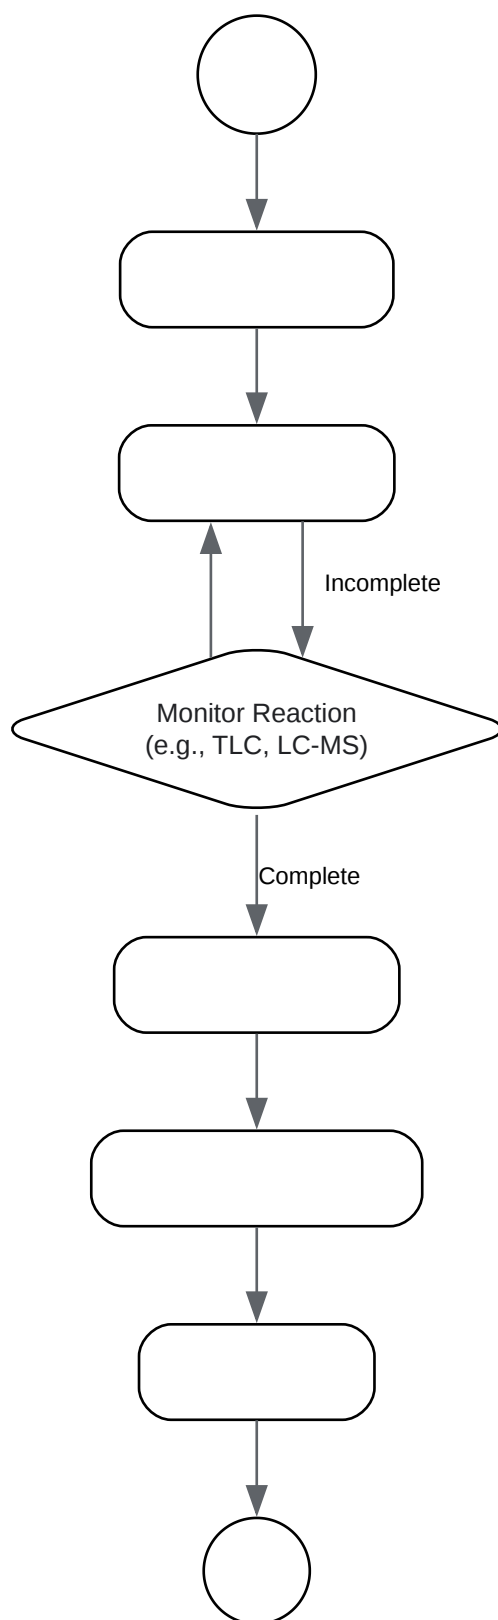 Incomplete
Monitor Reaction
(e.g., TLC, LC-MS)
Complete